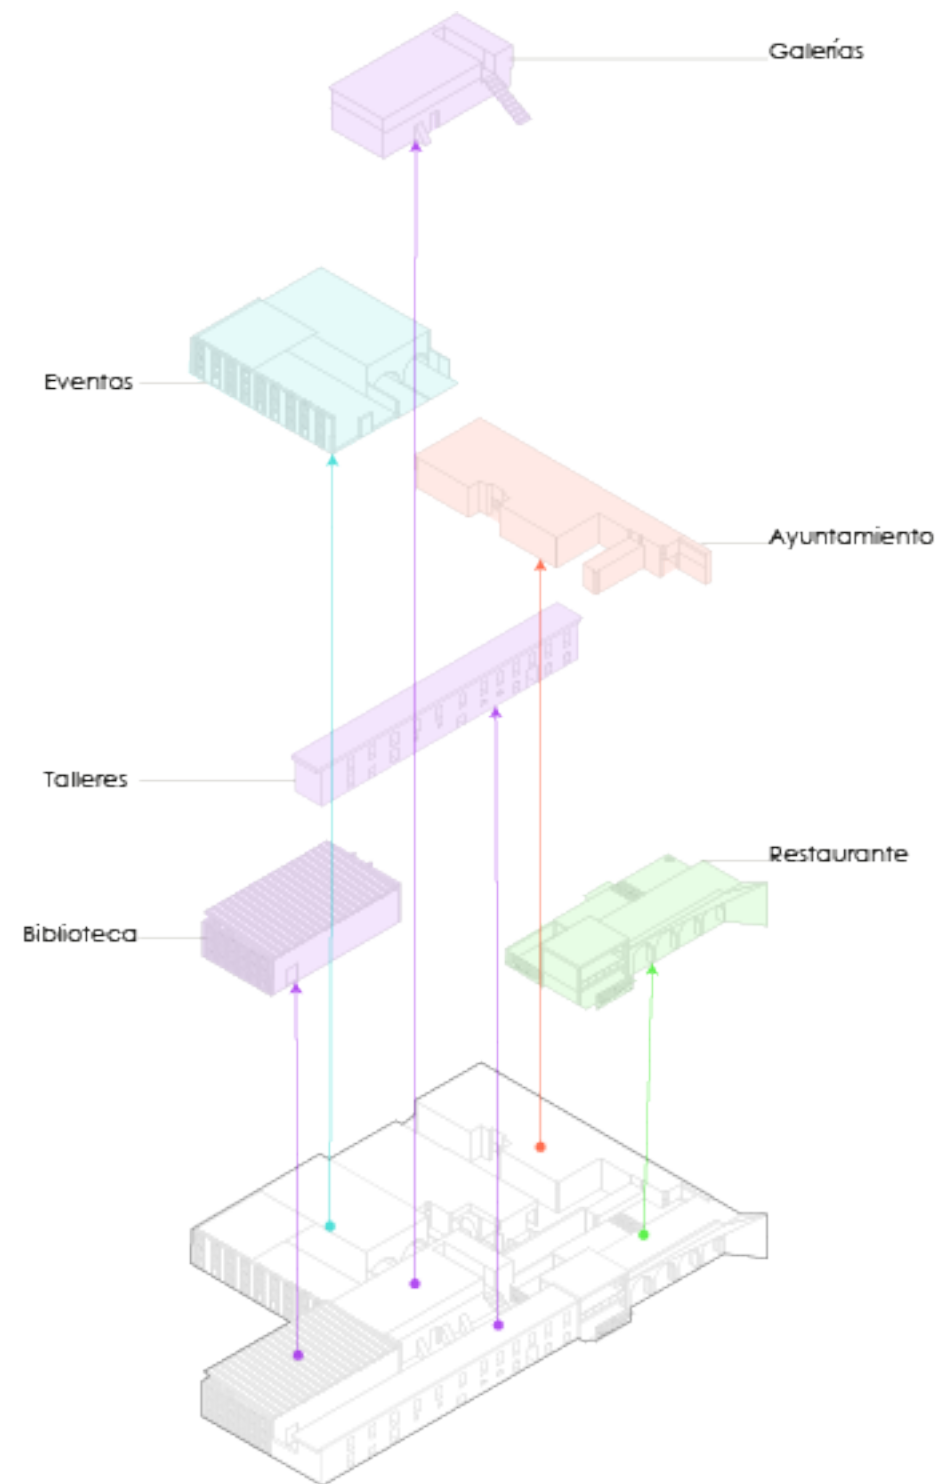 Galerías
Eventos
Ayuntamiento
Talleres
Restaurante
Biblioteca